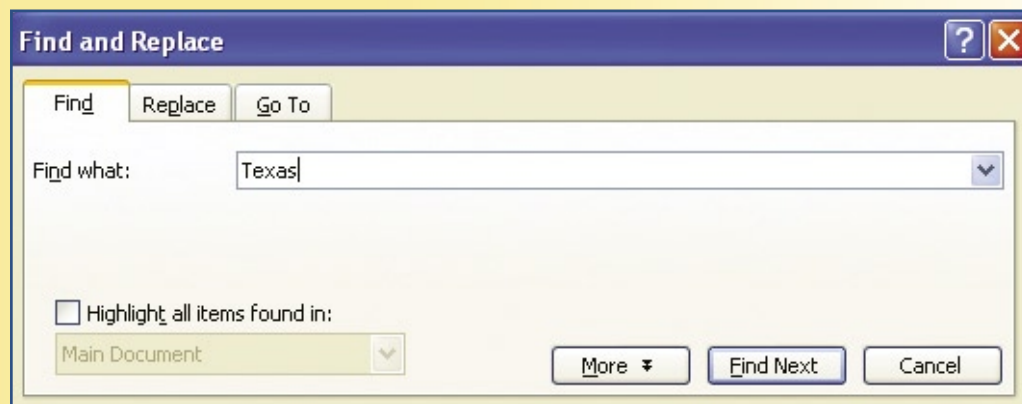 Find and Replace
Find Replace Go To
Find what: Texas
Highlight all items found in:
Main Document
More Find Next Cancel